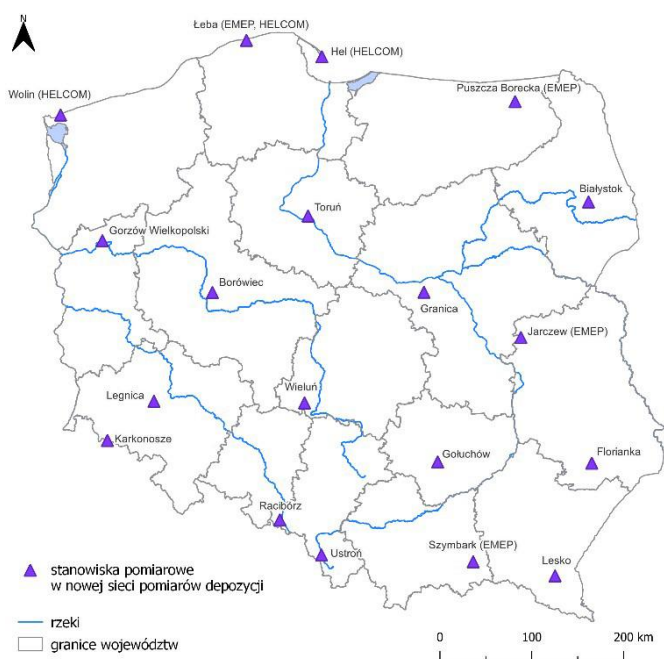 N
Łeba (EMEP, HELCOM)
Hel (HELCOM)
Wolin (HELCOM)
Puszcza Borecka (EMEP)
Białystok
Toruń
Gorzów Wielkopolski
Borówiec
Granica
Jarczew (EMEP)
Legnica
Wieluń
Karkonosze
Gołuchów
Florianka
Racibórz
Ustroń
Szymbark (EMEP)
Lesko
stanowiska pomiarowe
w nowej sieci pomiarów depozycji
rzeki
granice województw
0 100 200 km